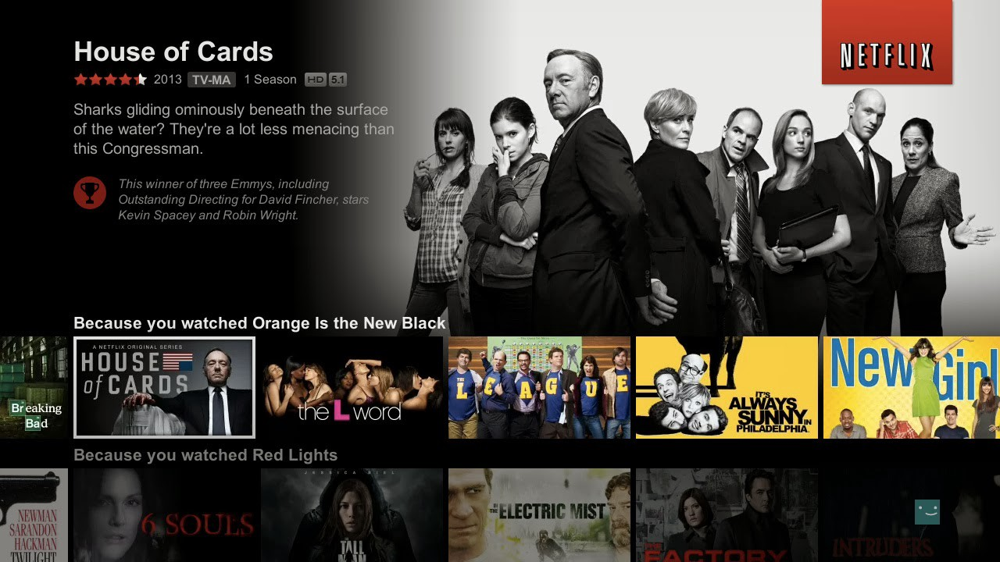 NETFLIX
House of Cards
2013 TV-MA 1 Season HD 5.1
Sharks gliding ominously beneath the surface
of the water? They're a lot less menacing than
this Congressman.
This winner of three Emmys, including
Outstanding Directing for David Fincher, stars
Kevin Spacey and Robin Wright.
Because you watched Orange Is the New Black
Breaking
Bad
A NETFLIX ORIGINAL SERIES
HOUSE
of CARDS
the L word
THE LEAGUE
IT'S
ALWAYS
SUNNY IN
PHILADELPHIA
New Girl
Because you watched Red Lights
NEWMAN
SARANDON
HACKMAN
TWILIGHT
6 SOULS
JESSICA BIEL
TALL
MAN
IN THE ELECTRIC MIST
THE
FACTORY
INTRUDERS